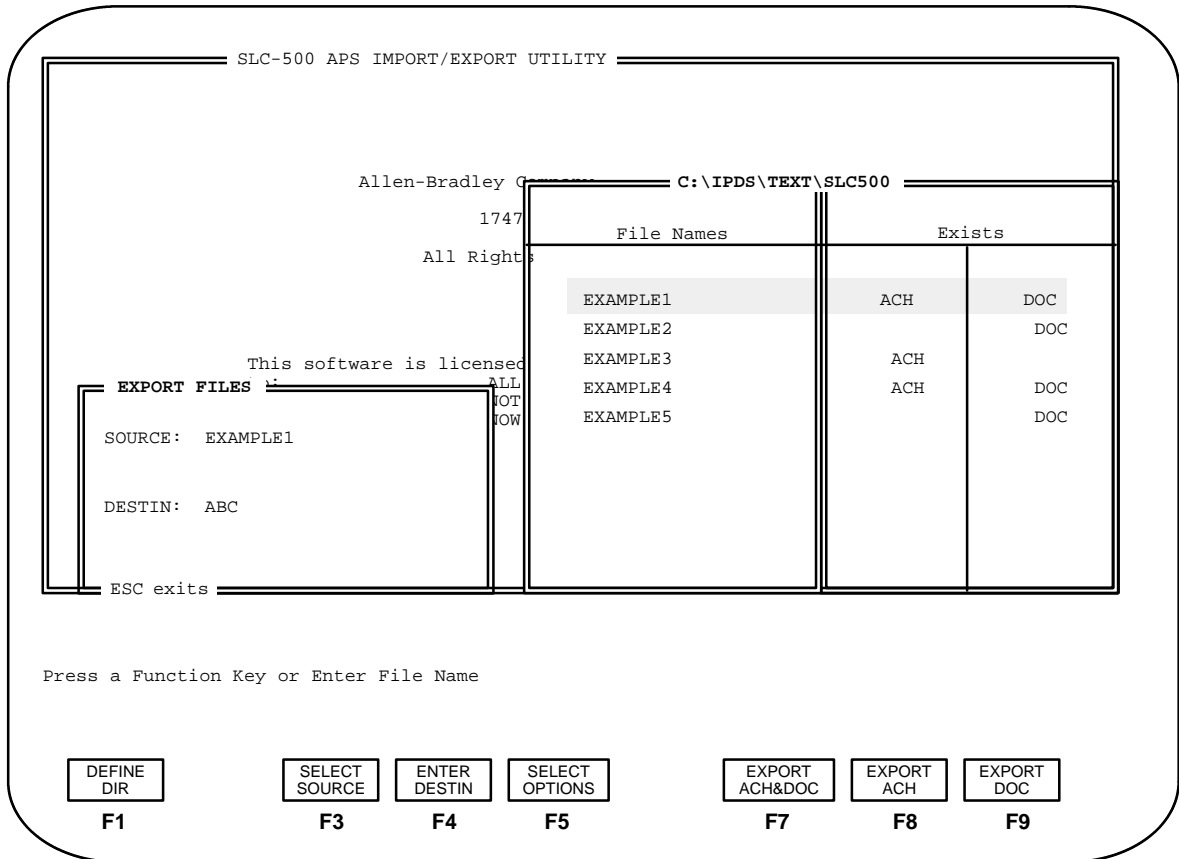 SLC-500 APS IMPORT/EXPORT UTILITY
Allen-Bradley
C:\IPDS\TEXT\SLC500
1747
File Names Exists
All Rights
EXAMPLE1 ACH DOC
EXAMPLE2 DOC
This software is licensed
EXAMPLE3 ACH
ALL
EXPORT FILES
EXAMPLE4 ACH DOC
NOT
NOW
EXAMPLE5 DOC
SOURCE: EXAMPLE1
DESTIN: ABC
ESC exits
Press a Function Key or Enter File Name
DEFINE DIR
SELECT SOURCE
ENTER DESTIN
SELECT OPTIONS
EXPORT ACH&DOC
EXPORT ACH
EXPORT DOC
F1 F3 F4 F5 F7 F8 F9